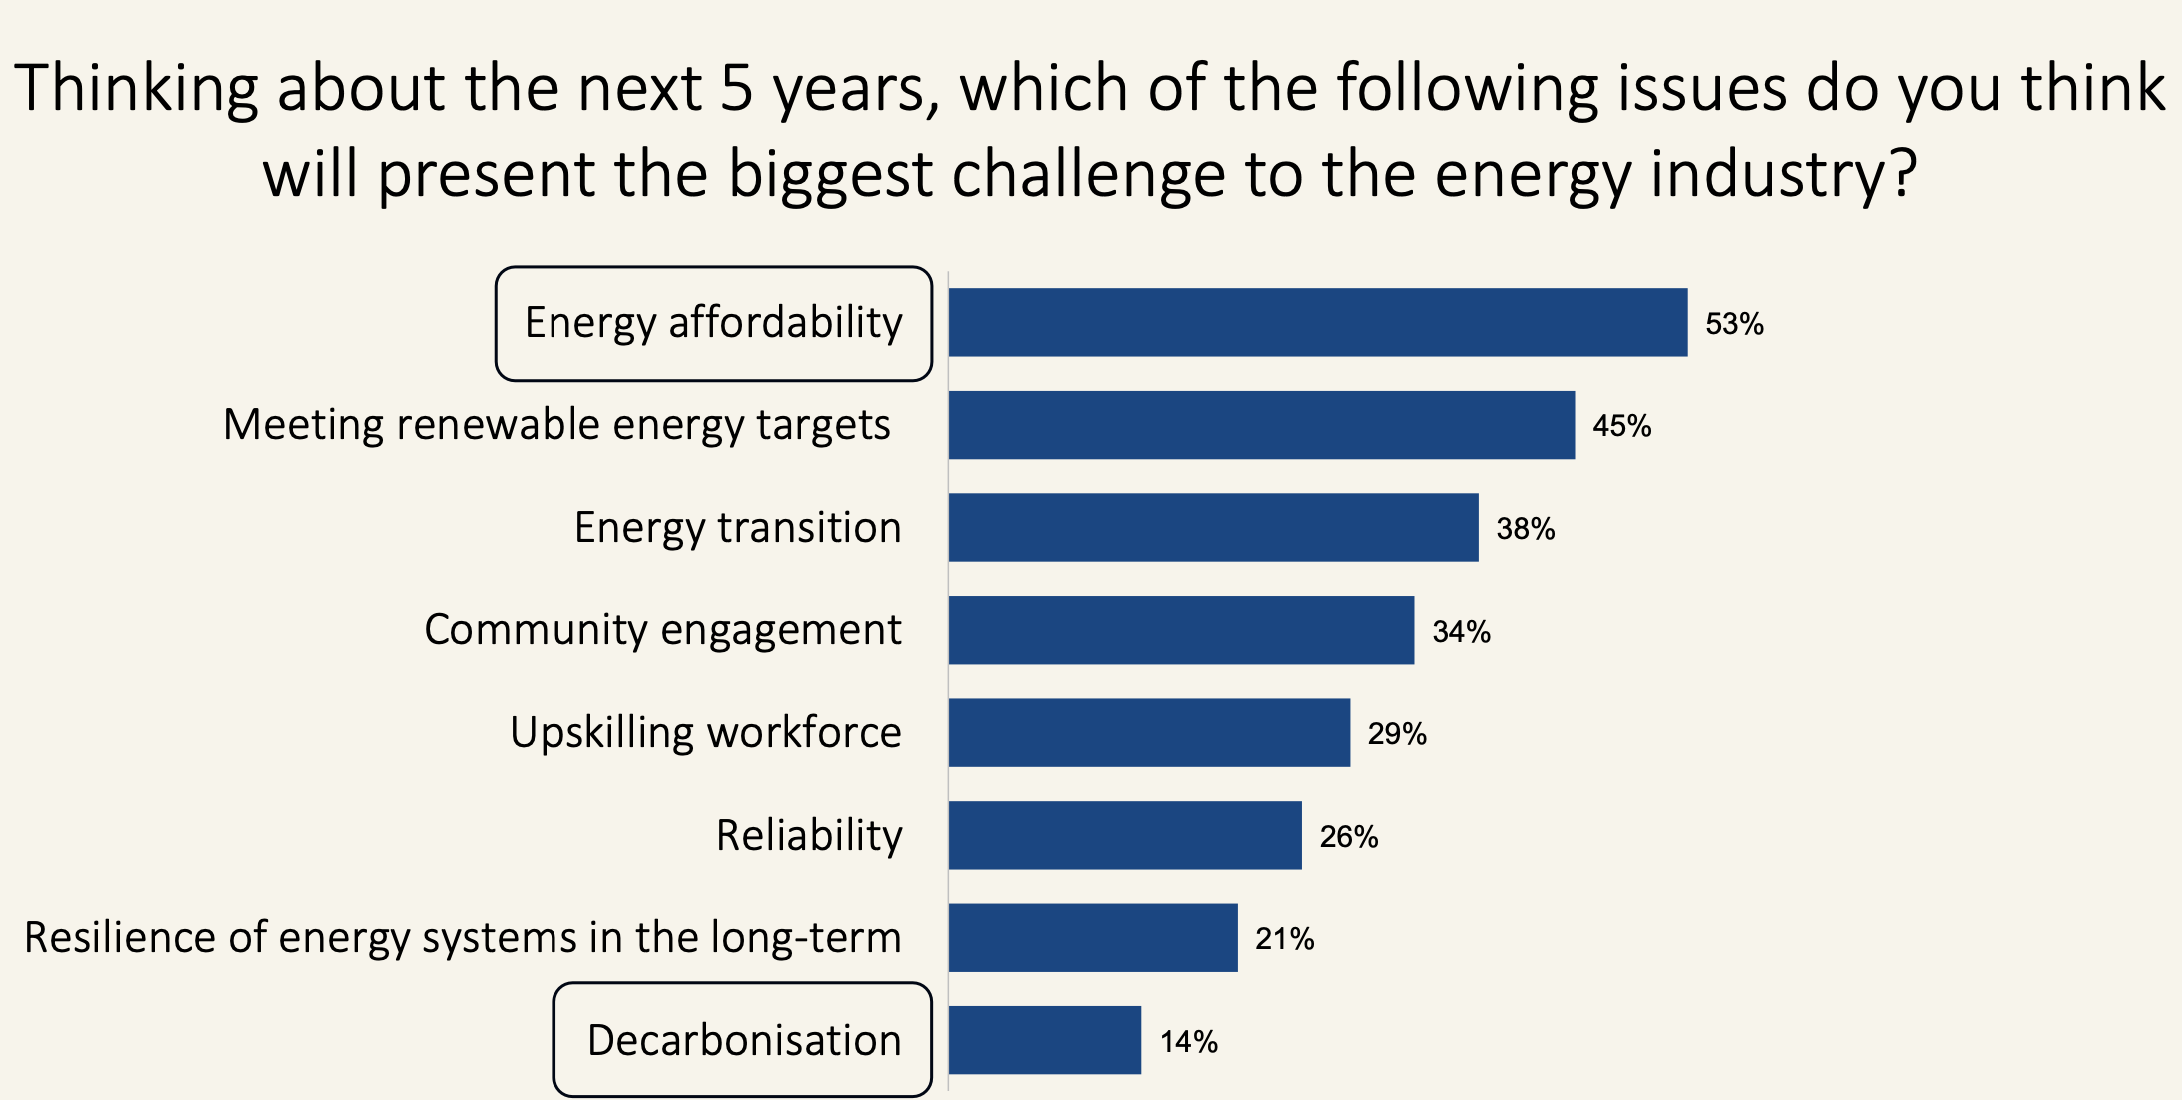 Thinking about the next 5 years, which of the following issues do you think
will present the biggest challenge to the energy industry?
Energy affordability 53%
Meeting renewable energy targets 45%
Energy transition 38%
Community engagement 34%
Upskilling workforce 29%
Reliability 26%
Resilience of energy systems in the long-term 21%
Decarbonisation 14%